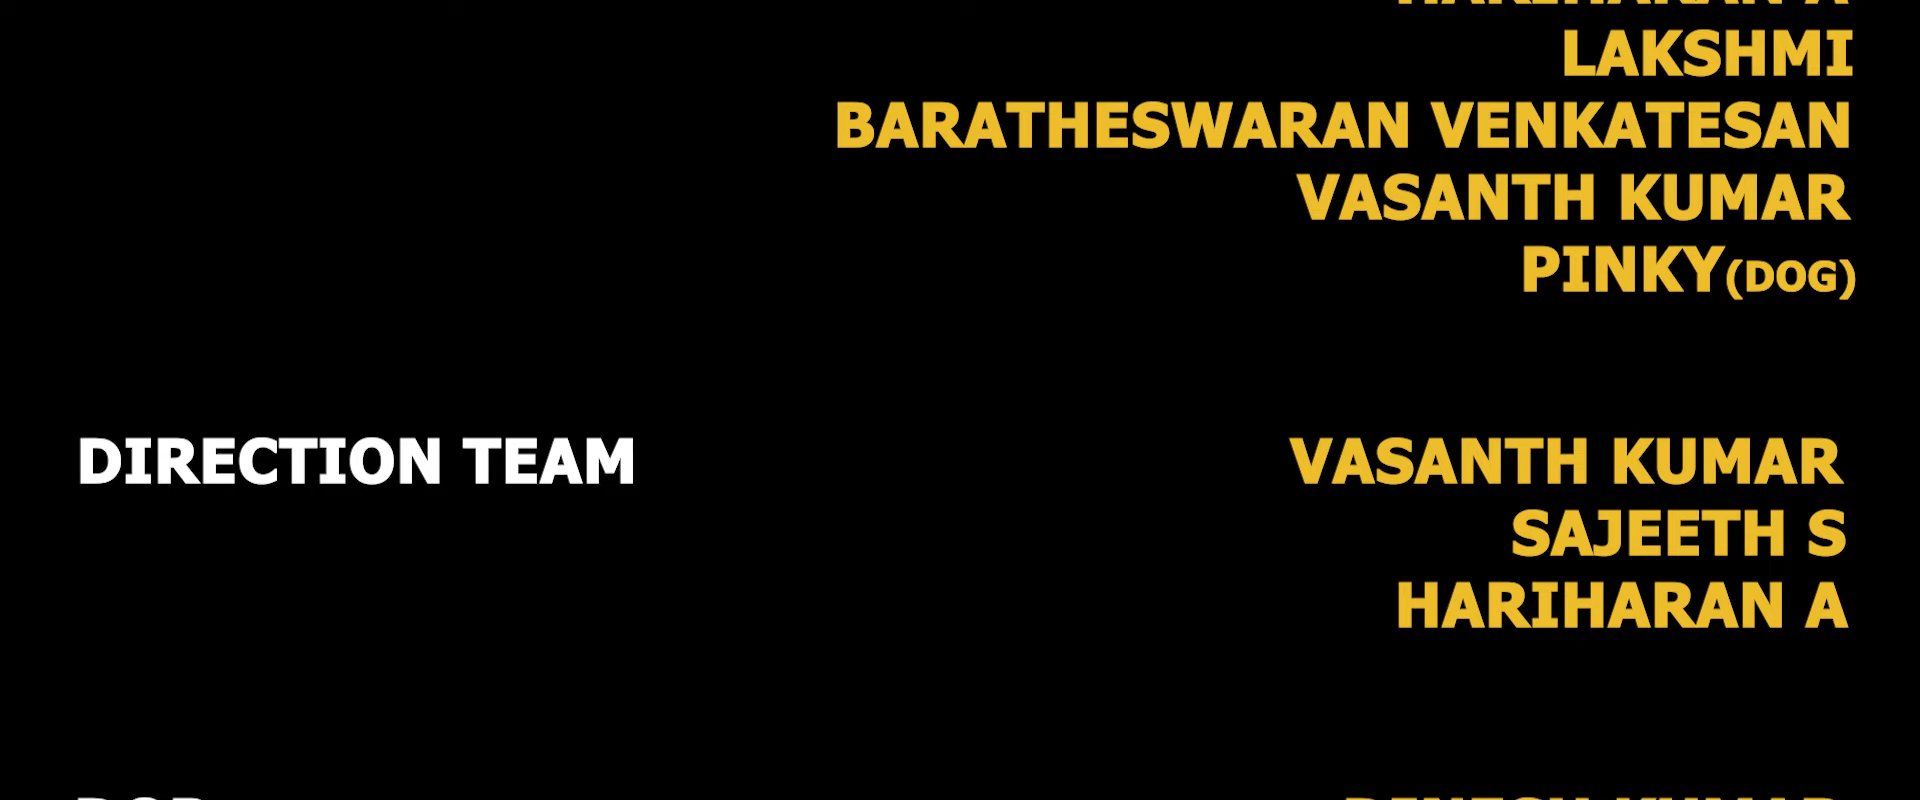 LAKSHMI
BARATHESWARAN VENKATESAN
VASANTH KUMAR
PINKY(DOG)
DIRECTION TEAM VASANTH KUMAR
SAJEETH S
HARIHARAN A